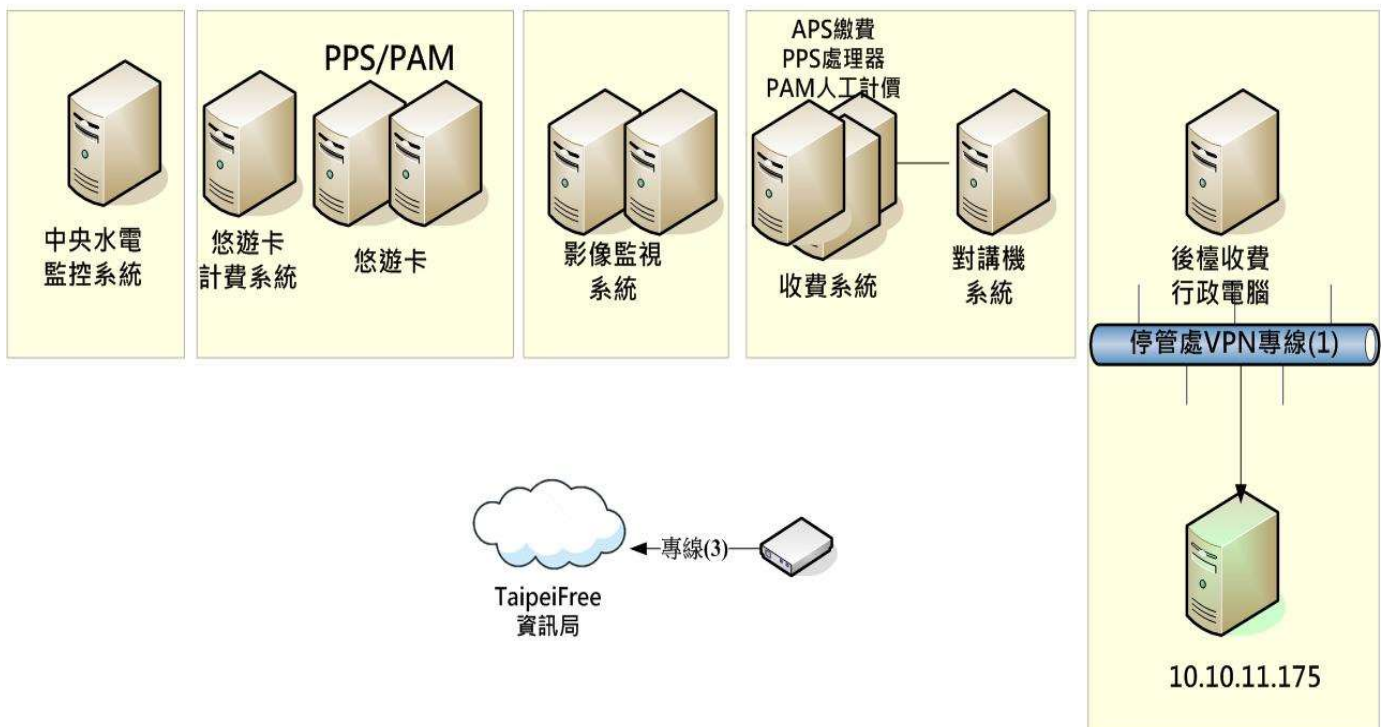 中央水電
監控系統
PPS/PAM
悠遊卡
計費系統
悠遊卡
影像監視
系統
APS繳費
PPS處理器
PAM人工計價
收費系統
對講機
系統
後檯收費
行政電腦
停管處VPN專線(1)
10.10.11.175
專線(3)
TaipeiFree
資訊局